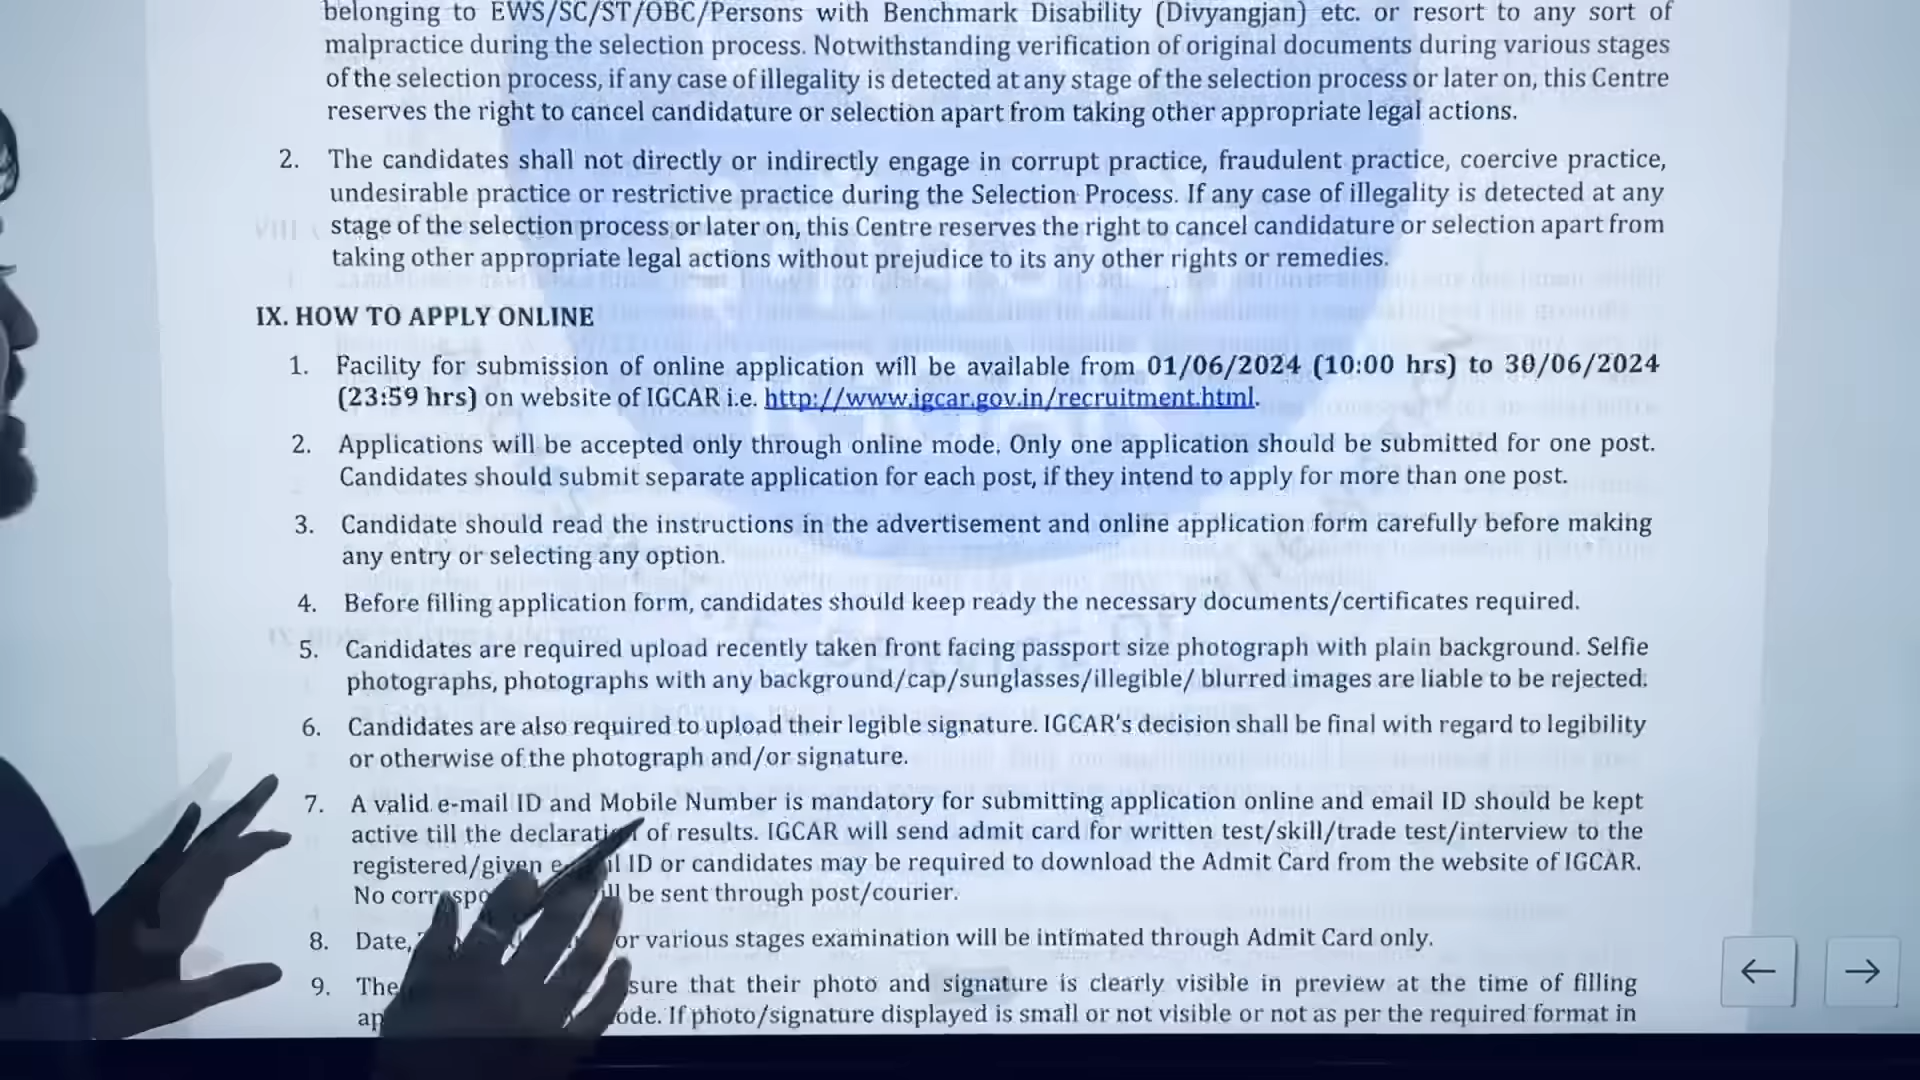 belonging to EWS/SC/ST/OBC/Persons with Benchmark Disability (Divyangjan) etc. or resort to any sort of
malpractice during the selection process. Notwithstanding verification of original documents during various stages
of the selection process, if any case of illegality is detected at any stage of the selection process or later on, this Centre
reserves the right to cancel candidature or selection apart from taking other appropriate legal actions.
2. The candidates shall not directly or indirectly engage in corrupt practice, fraudulent practice, coercive practice,
undesirable practice or restrictive practice during the Selection Process. If any case of illegality is detected at any
stage of the selection process or later on, this Centre reserves the right to cancel candidature or selection apart from
taking other appropriate legal actions without prejudice to its any other rights or remedies.
IX. HOW TO APPLY ONLINE
1. Facility for submission of online application will be available from 01/06/2024 (10:00 hrs) to 30/06/2024
(23:59 hrs) on website of IGCAR i.e. http://www.igcar.gov.in/recruitment.html.
2. Applications will be accepted only through online mode. Only one application should be submitted for one post.
Candidates should submit separate application for each post, if they intend to apply for more than one post.
3. Candidate should read the instructions in the advertisement and online application form carefully before making
any entry or selecting any option.
4. Before filling application form, candidates should keep ready the necessary documents/certificates required.
5. Candidates are required upload recently taken front facing passport size photograph with plain background. Selfie
photographs, photographs with any background/cap/sunglasses/illegible/ blurred images are liable to be rejected.
6. Candidates are also required to upload their legible signature. IGCAR's decision shall be final with regard to legibility
or otherwise of the photograph and/or signature.
7. A valid e-mail ID and Mobile Number is mandatory for submitting application online and email ID should be kept
active till the declaration of results. IGCAR will send admit card for written test/skill/trade test/interview to the
registered/given ID or candidates may be required to download the Admit Card from the website of IGCAR.
No be sent through post/courier.
8. Date, or various stages examination will be intimated through Admit Card only.
9. The sure that their photo and signature is clearly visible in preview at the time of filling
ode. If photo/signature displayed is small or not visible or not as per the required format in